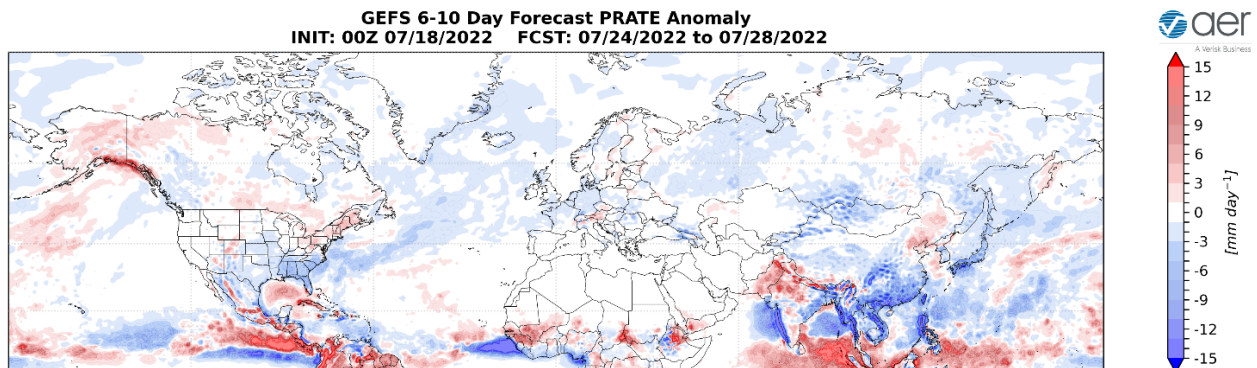 GEFS 6-10 Day Forecast PRATE Anomaly
INIT: 00Z 07/18/2022    FCST: 07/24/2022 to 07/28/2022
aer
A Verisk Business
15
12
9
6
3
0
-3
-6
-9
-12
-15
[mm day⁻¹]